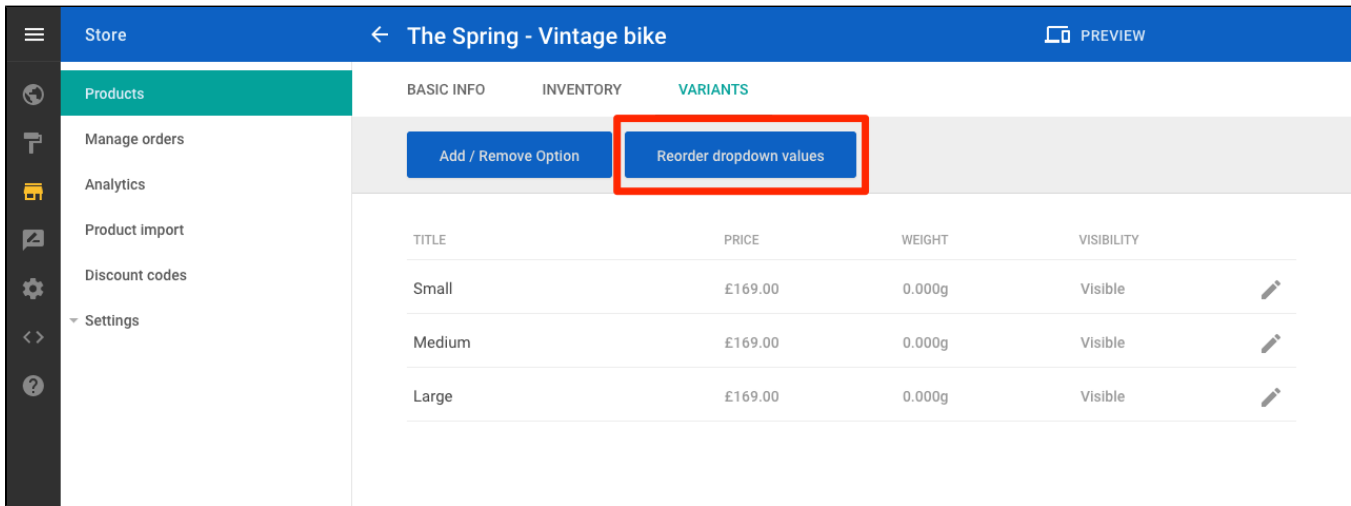 Store
The Spring - Vintage bike
PREVIEW
Products
Manage orders
Analytics
Product import
Discount codes
Settings
BASIC INFO INVENTORY VARIANTS
Add / Remove Option Reorder dropdown values
TITLE PRICE WEIGHT VISIBILITY
Small £169.00 0.000g Visible
Medium £169.00 0.000g Visible
Large £169.00 0.000g Visible